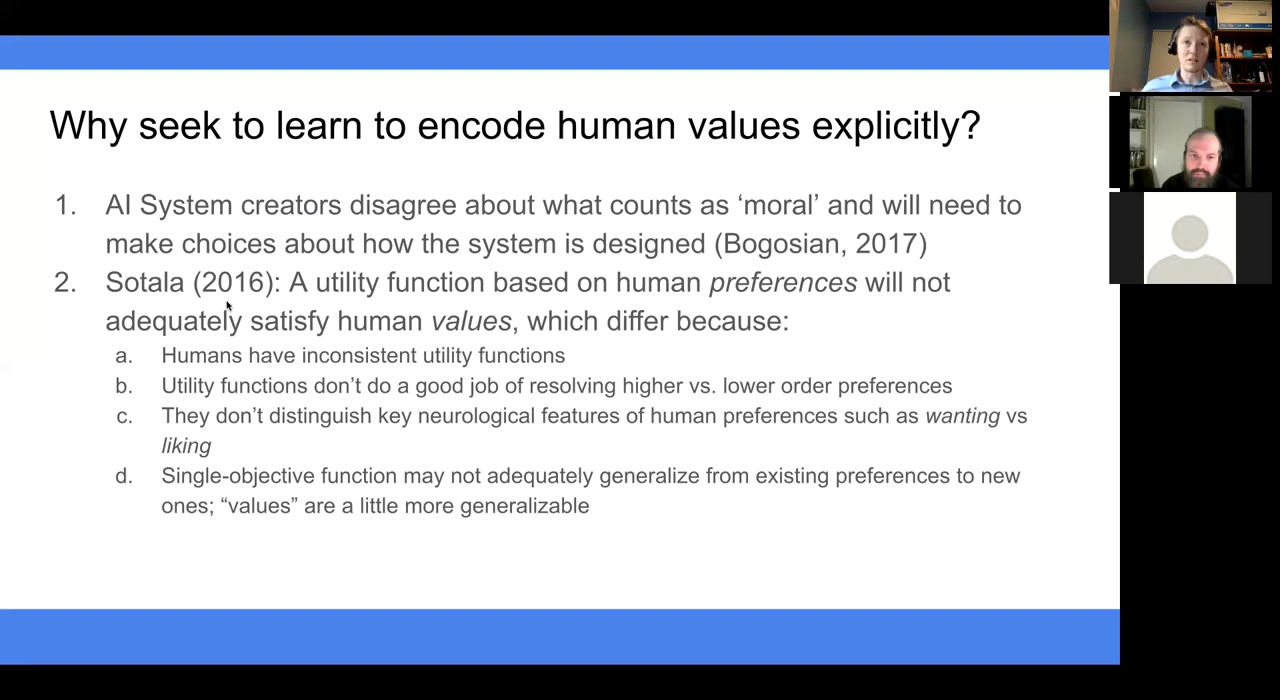 Why seek to learn to encode human values explicitly?
1. AI System creators disagree about what counts as ‘moral’ and will need to
make choices about how the system is designed (Bogosian, 2017)
2. Sotala (2016): A utility function based on human preferences will not
adequately satisfy human values, which differ because:
a. Humans have inconsistent utility functions
b. Utility functions don’t do a good job of resolving higher vs. lower order preferences
c. They don’t distinguish key neurological features of human preferences such as wanting vs
liking
d. Single-objective function may not adequately generalize from existing preferences to new
ones; “values” are a little more generalizable